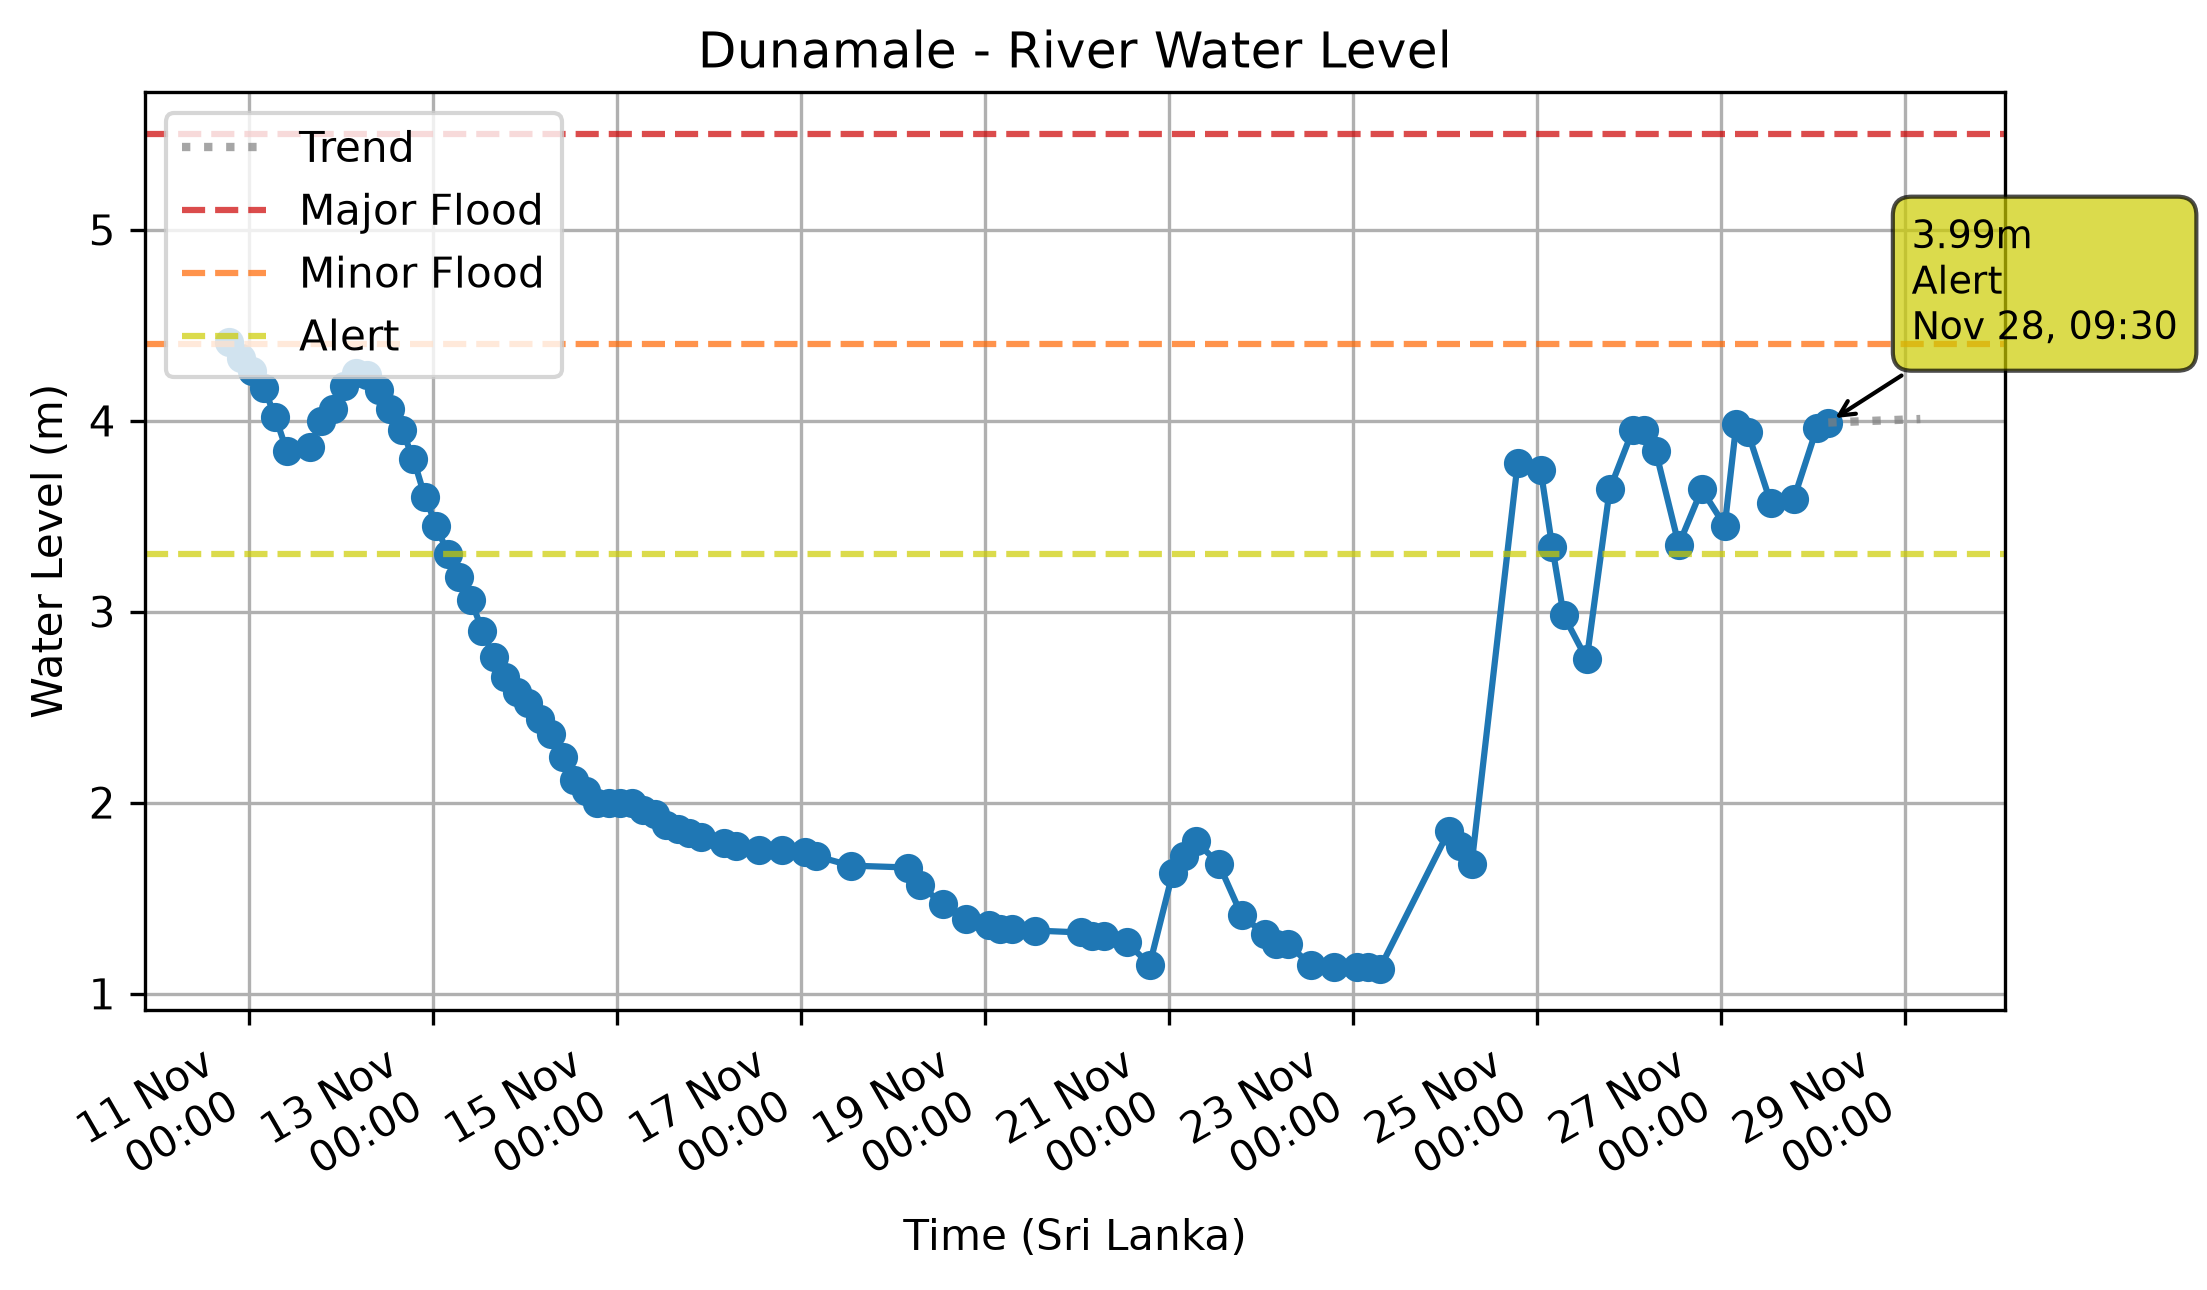 Dunamale - River Water Level
Trend
Major Flood
Minor Flood
Alert
3.99m
Alert
Nov 28, 09:30
Water Level (m)
5
4
3
2
1
11 Nov
00:00
13 Nov
00:00
15 Nov
00:00
17 Nov
00:00
19 Nov
00:00
21 Nov
00:00
23 Nov
00:00
25 Nov
00:00
27 Nov
00:00
29 Nov
00:00
Time (Sri Lanka)